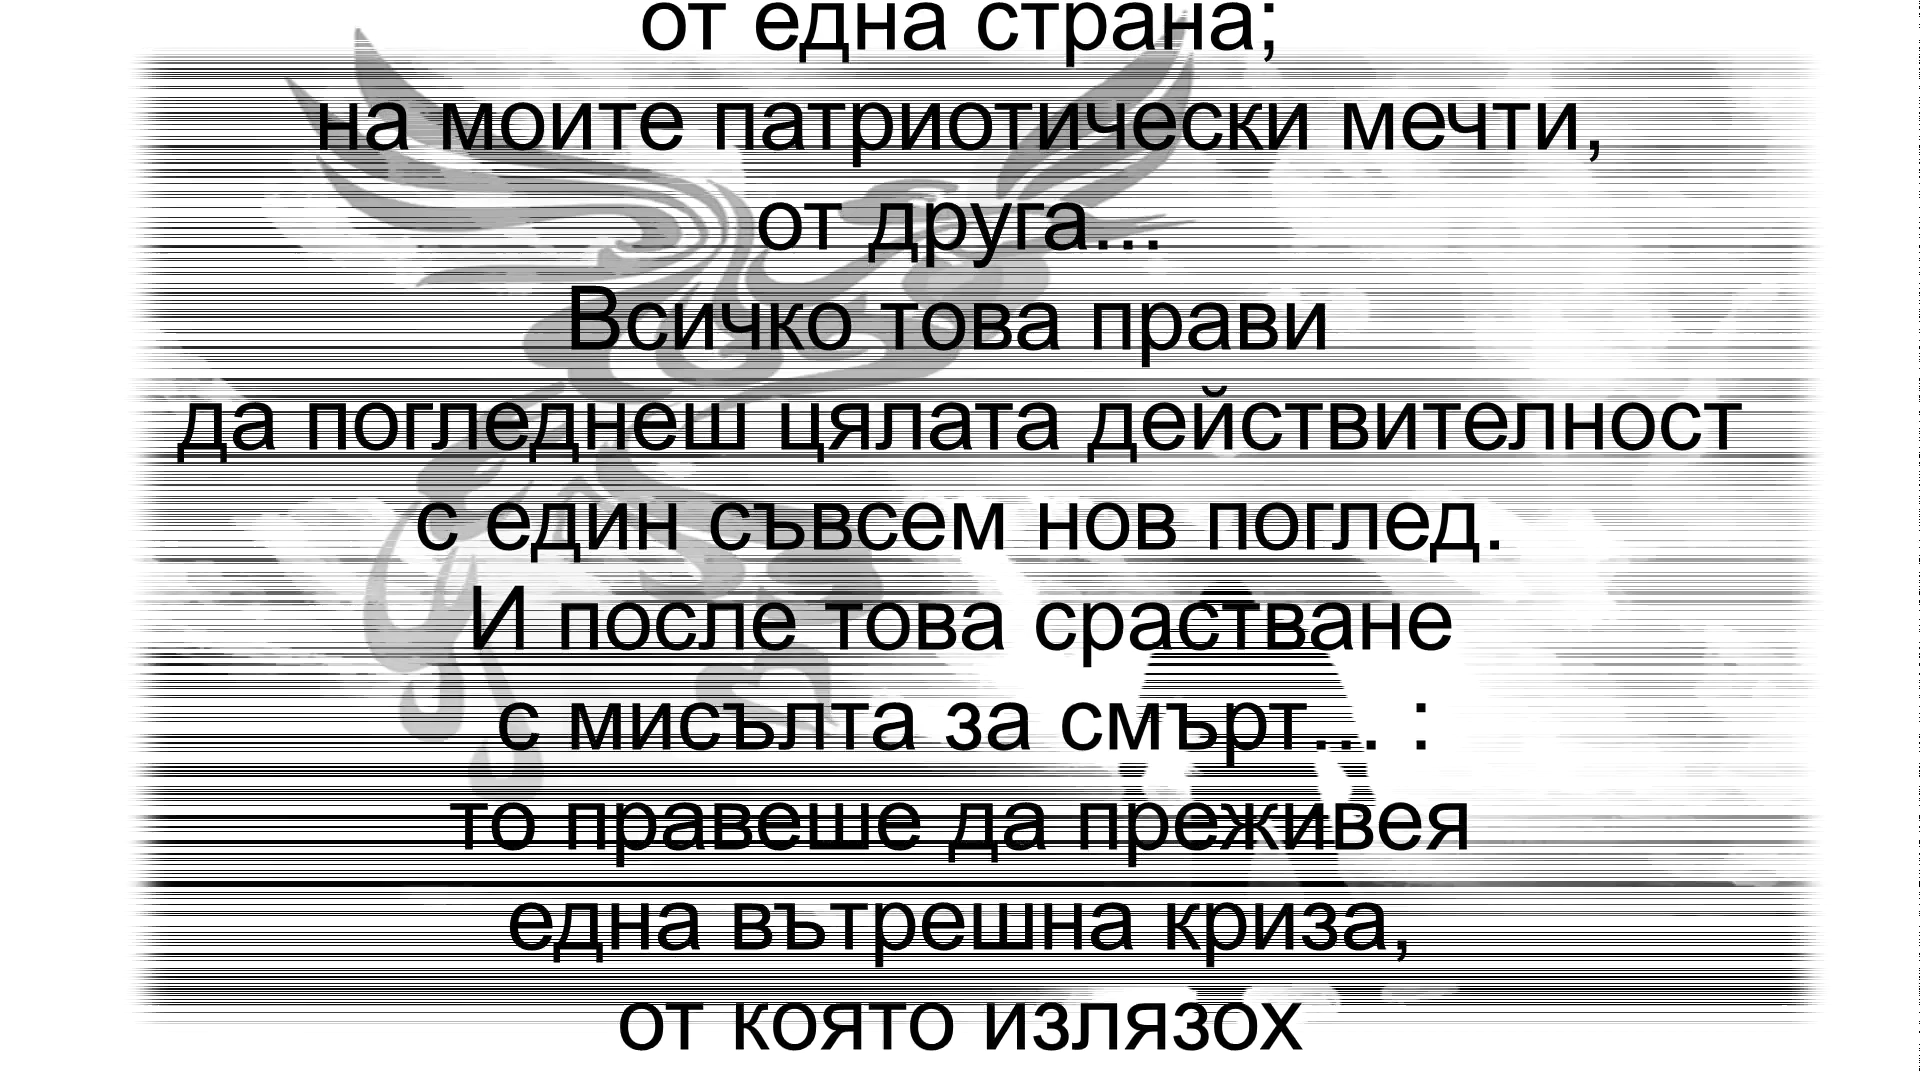 от една страна;
на моите патриотически мечти,
от друга...
Всичко това прави
да погледнеш цялата действителност
с един съвсем нов поглед.
И после това срастване
с мисълта за смърт... :
то правеше да преживея
една вътрешна криза,
от която излязох